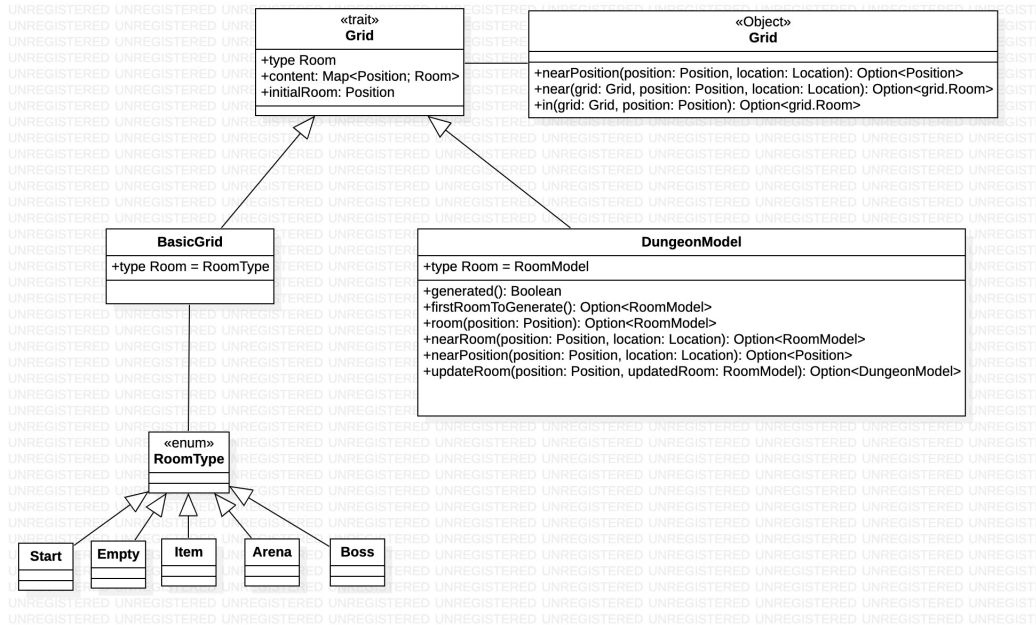 «trait»
Grid
+type Room
+content: Map<Position; Room>
+initialRoom: Position
«Object»
Grid
+nearPosition(position: Position, location: Location): Option<Position>
+near(grid: Grid, position: Position, location: Location): Option<grid.Room>
+in(grid: Grid, position: Position): Option<grid.Room>
BasicGrid
+type Room = RoomType
DungeonModel
+type Room = RoomModel
+generated(): Boolean
+firstRoomToGenerate(): Option<RoomModel>
+room(position: Position): Option<RoomModel>
+nearRoom(position: Position, location: Location): Option<RoomModel>
+nearPosition(position: Position, location: Location): Option<Position>
+updateRoom(position: Position, updatedRoom: RoomModel): Option<DungeonModel>
«enum»
RoomType
Start
Empty
Item
Arena
Boss
UNREGISTERED